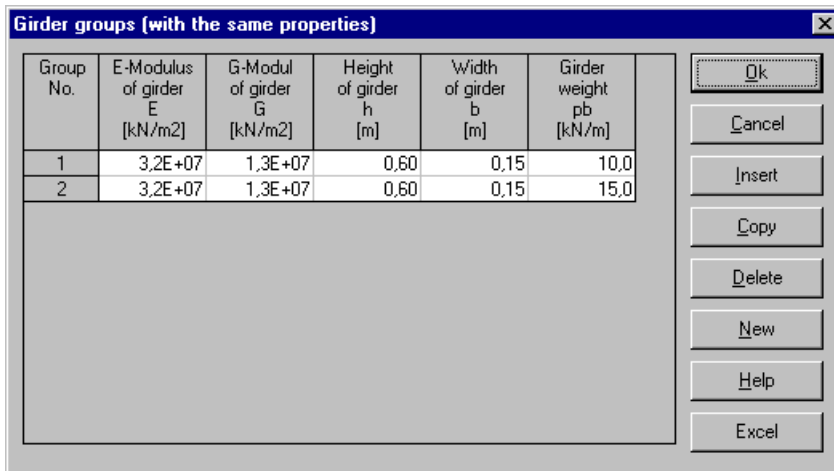 Girder groups (with the same properties)
Group No. E-Modulus of girder E [kN/m2] G-Modul of girder G [kN/m2] Height of girder h [m] Width of girder b [m] Girder weight pb [kN/m]
1 3,2E+07 1,3E+07 0,60 0,15 10,0
2 3,2E+07 1,3E+07 0,60 0,15 15,0
Ok
Cancel
Insert
Copy
Delete
New
Help
Excel